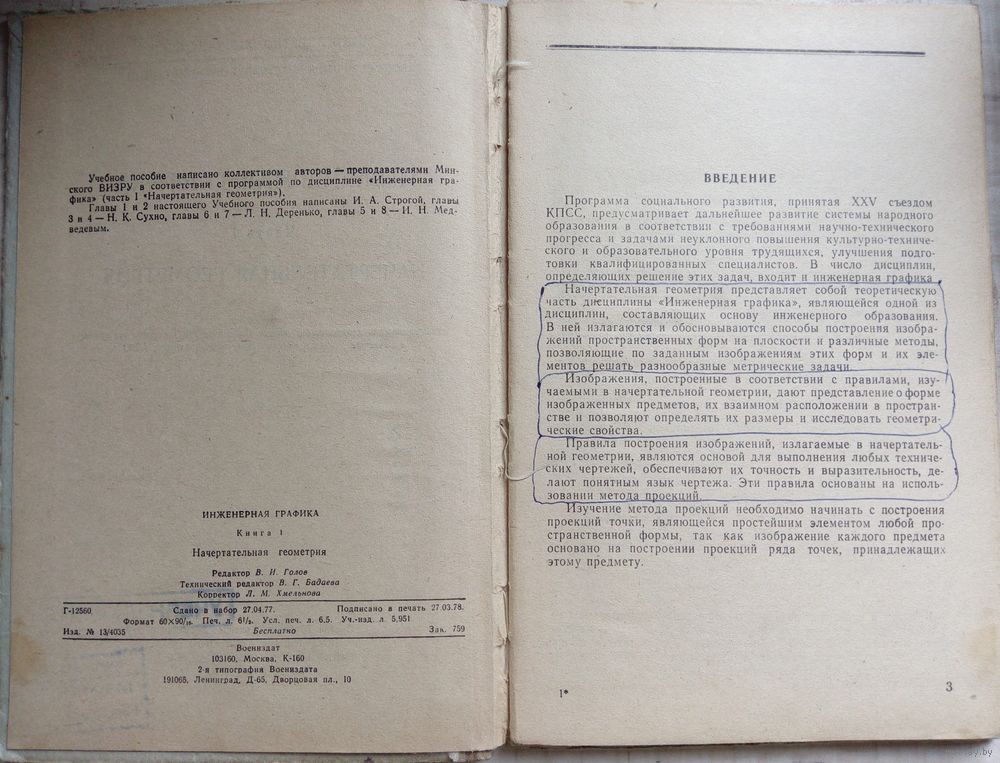 Учебное пособие написано коллективом авторов — преподавателями Мин-
ского ВИЗРУ в соответствии с программой по дисциплине «Инженерная гра-
фика» (часть I «Начертательная геометрия»).
Главы 1 и 2 настоящего Учебного пособия написаны И. А. Строгой, главы
3 и 4 — Н. К. Сухно, главы 6 и 7 — Л. Н. Деренько, главы 5 и 8 — И. Н. Мед-
ведевым.
ИНЖЕНЕРНАЯ ГРАФИКА
Книга 1
Начертательная геометрия
Редактор В. И. Голов
Технический редактор В. Г. Бадаева
Корректор Л. М. Хмельнова
Г-12560 Сдано в набор 27.04.77. Подписано в печать 27.03.78.
Формат 60×90/16. Печ. л. 6½. Усл. печ. л. 6,5. Уч.-изд. л. 5,951
Изд. № 13/4035 Бесплатно Зак. 759
Воениздат
103160, Москва, К-160
2-я типография Воениздата
191065, Ленинград, Д-65, Дворцовая пл., 10
ВВЕДЕНИЕ
Программа социального развития, принятая XXV съездом
КПСС, предусматривает дальнейшее развитие системы народного
образования в соответствии с требованиями научно-технического
прогресса и задачами неуклонного повышения культурно-техниче-
ского и образовательного уровня трудящихся, улучшения подго-
товки квалифицированных специалистов. В число дисциплин,
определяющих решение этих задач, входит и инженерная графика.
Начертательная геометрия представляет собой теоретическую
часть дисциплины «Инженерная графика», являющейся одной из
дисциплин, составляющих основу инженерного образования.
В ней излагаются и обосновываются способы построения изобра-
жений пространственных форм на плоскости и различные методы,
позволяющие по заданным изображениям этих форм и их эле-
ментов решать разнообразные метрические задачи.
Изображения, построенные в соответствии с правилами, изу-
чаемыми в начертательной геометрии, дают представление о форме
изображенных предметов, их взаимном расположении в простран-
стве и позволяют определять их размеры и исследовать геометри-
ческие свойства.
Правила построения изображений, излагаемые в начертатель-
ной геометрии, являются основой для выполнения любых техниче-
ских чертежей, обеспечивают их точность и выразительность, де-
лают понятным язык чертежа. Эти правила основаны на исполь-
зовании метода проекций.
Изучение метода проекций необходимо начинать с построения
проекций точки, являющейся простейшим элементом любой про-
странственной формы, так как изображение каждого предмета
основано на построении проекций ряда точек, принадлежащих
этому предмету.
1*
3